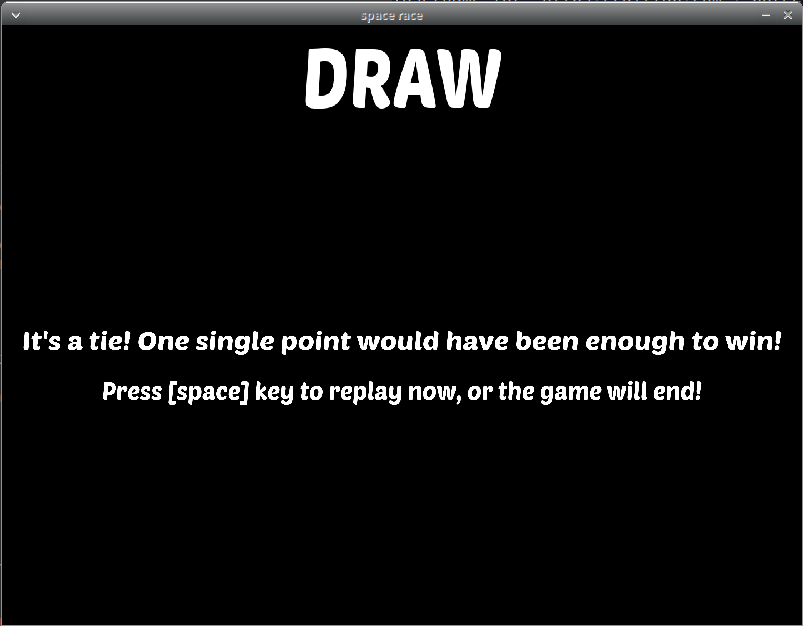 space race
DRAW
It's a tie! One single point would have been enough to win!
Press [space] key to replay now, or the game will end!